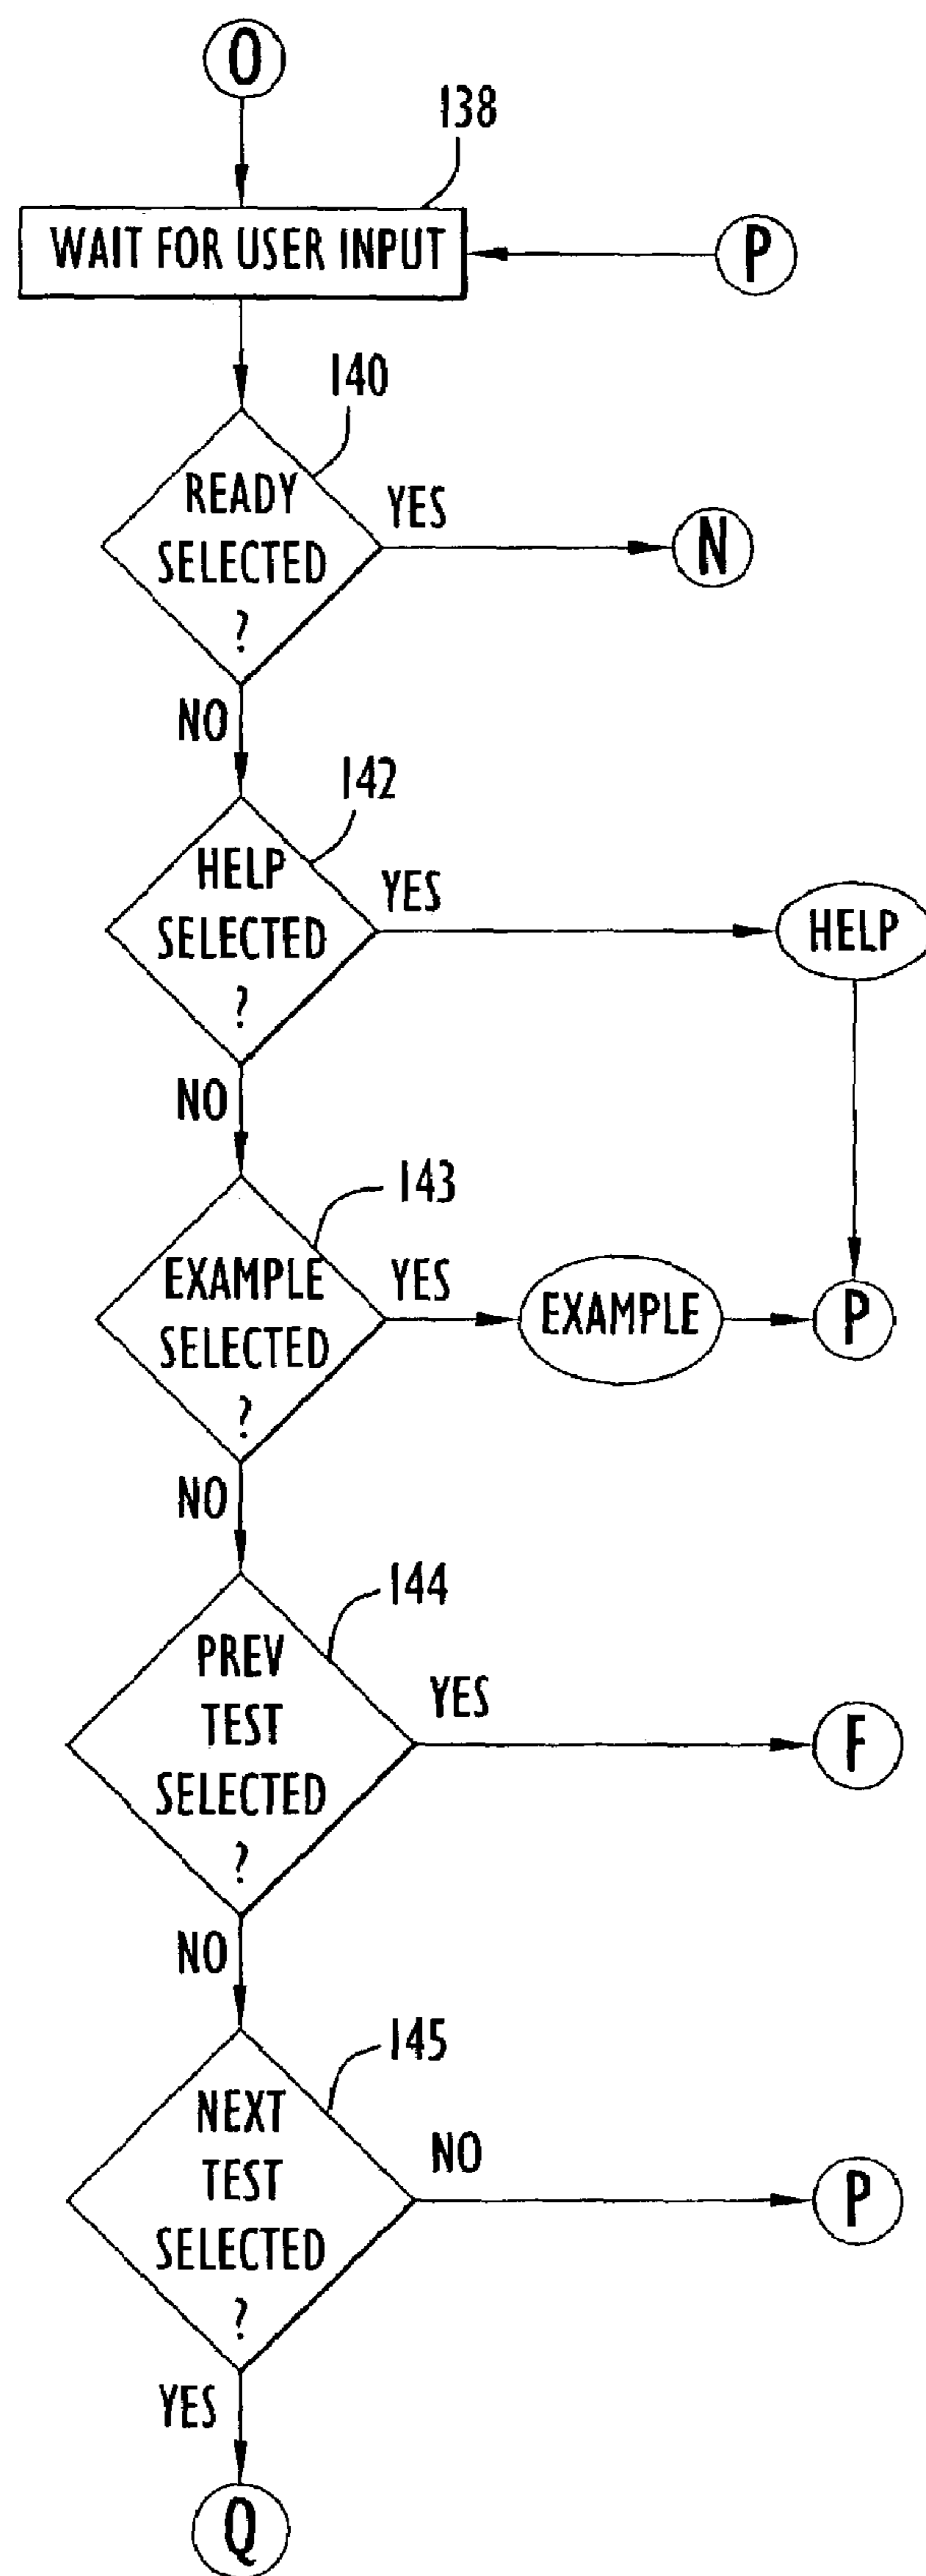 O
138
WAIT FOR USER INPUT
P
140
READY
SELECTED
?
YES
N
NO
142
HELP
SELECTED
?
YES
HELP
NO
143
EXAMPLE
SELECTED
?
YES
EXAMPLE
P
NO
144
PREV
TEST
SELECTED
?
YES
F
NO
145
NEXT
TEST
SELECTED
?
NO
P
YES
Q